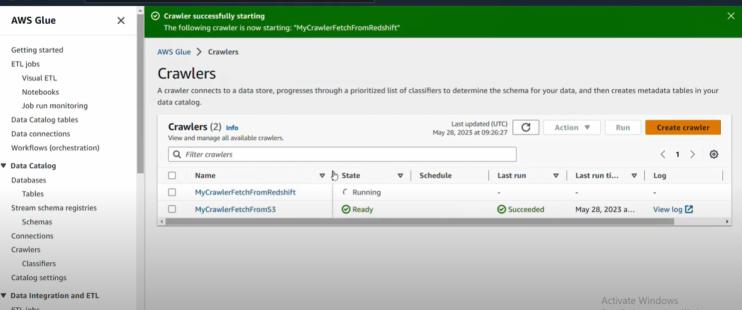 AWS Glue
Getting started
ETL jobs
Visual ETL
Notebooks
Job run monitoring
Data Catalog tables
Data connections
Workflows (orchestration)
Data Catalog
Databases
Tables
Stream schema registries
Schemas
Connections
Crawlers
Classifiers
Catalog settings
Data Integration and ETL
ETL jobs
Crawler successfully starting
The following crawler is now starting: "MyCrawlerFetchFromRedshift"
AWS Glue > Crawlers
Crawlers
A crawler connects to a data store, progresses through a prioritized list of classifiers to determine the schema for your data, and then creates metadata tables in your
data catalog.
Crawlers (2) Info
View and manage all available crawlers.
Last updated (UTC)
May 28, 2023 at 09:26:27
Action
Run
Create crawler
Filter crawlers
< 1 >
Name State Schedule Last run Last run ti... Log
MyCrawlerFetchFromRedshift Running - - -
MyCrawlerFetchFromS3 Ready Succeeded May 28, 2023 a... View log
Activate Windows